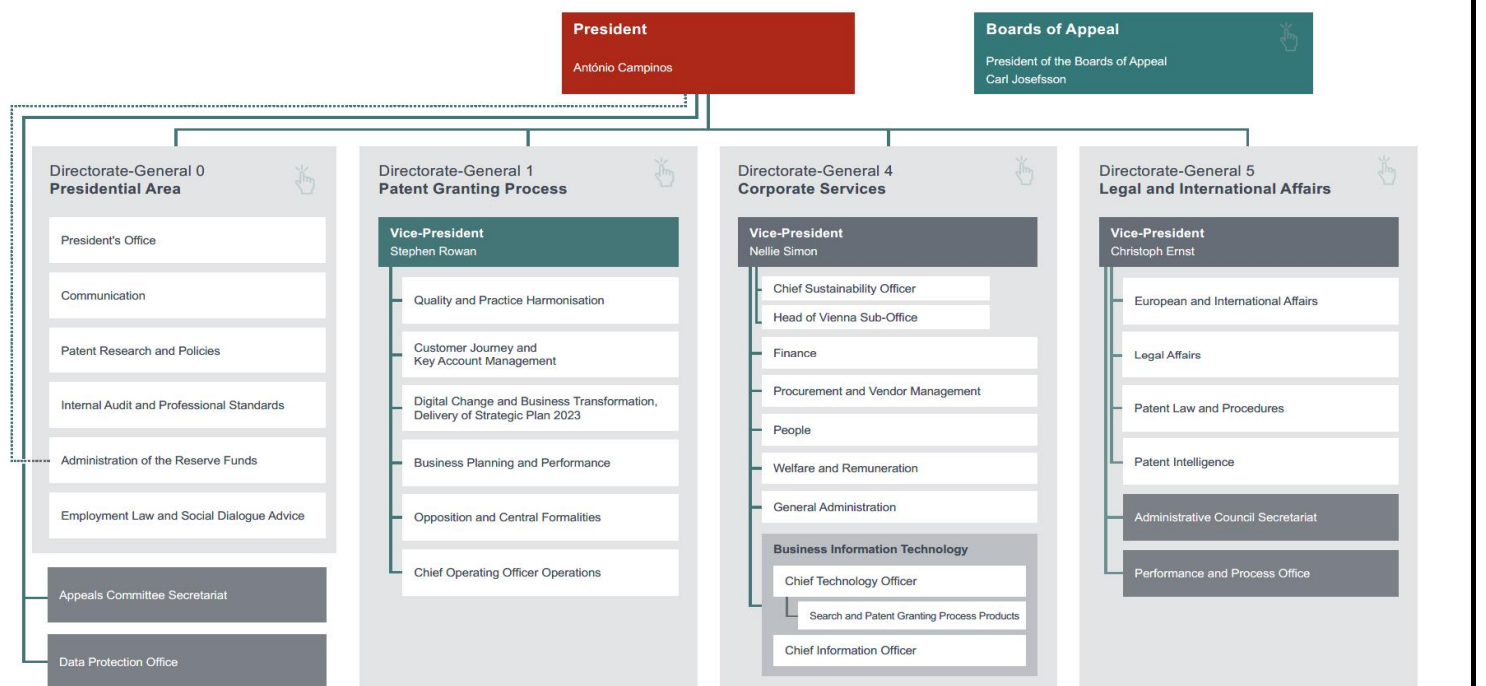 President
António Campinos
Boards of Appeal
President of the Boards of Appeal
Carl Josefsson
Directorate-General 0
Presidential Area
President's Office
Communication
Patent Research and Policies
Internal Audit and Professional Standards
Administration of the Reserve Funds
Employment Law and Social Dialogue Advice
Appeals Committee Secretariat
Data Protection Office
Directorate-General 1
Patent Granting Process
Vice-President
Stephen Rowan
Quality and Practice Harmonisation
Customer Journey and
Key Account Management
Digital Change and Business Transformation,
Delivery of Strategic Plan 2023
Business Planning and Performance
Opposition and Central Formalities
Chief Operating Officer Operations
Directorate-General 4
Corporate Services
Vice-President
Nellie Simon
Chief Sustainability Officer
Head of Vienna Sub-Office
Finance
Procurement and Vendor Management
People
Welfare and Remuneration
General Administration
Business Information Technology
Chief Technology Officer
Search and Patent Granting Process Products
Chief Information Officer
Directorate-General 5
Legal and International Affairs
Vice-President
Christoph Ernst
European and International Affairs
Legal Affairs
Patent Law and Procedures
Patent Intelligence
Administrative Council Secretariat
Performance and Process Office